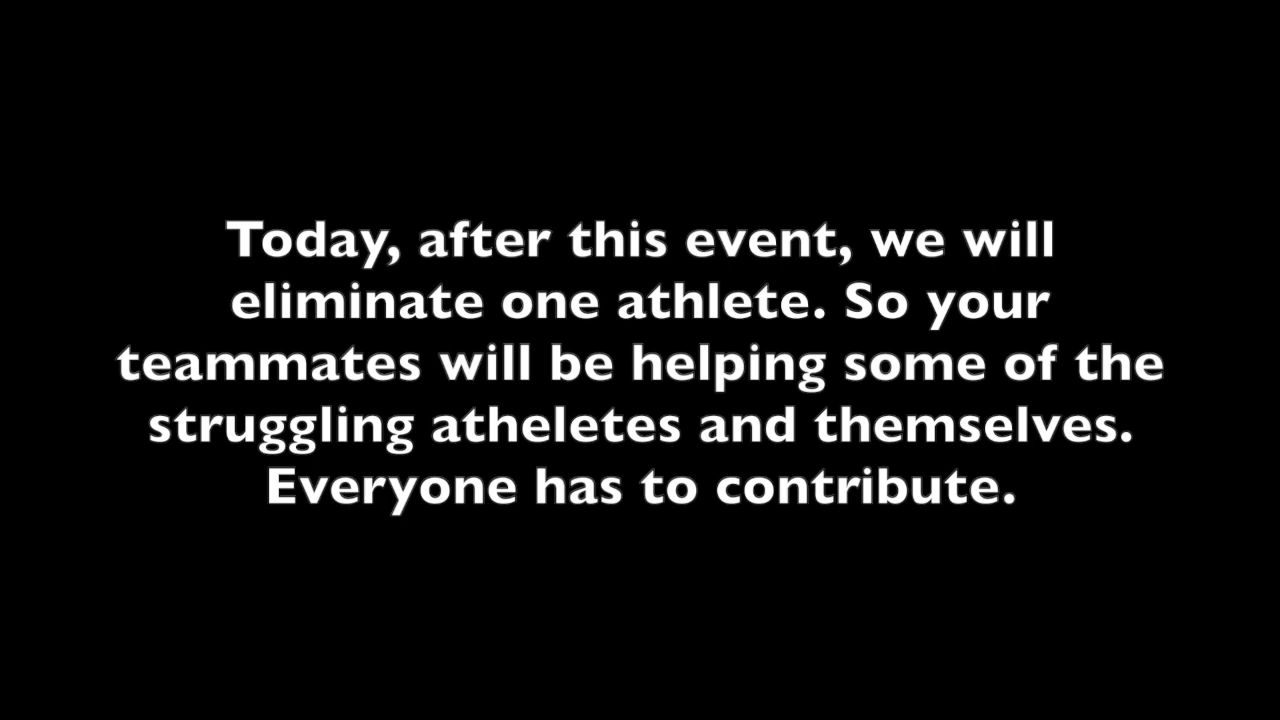 Today, after this event, we will
eliminate one athlete. So your
teammates will be helping some of the
struggling atheletes and themselves.
Everyone has to contribute.